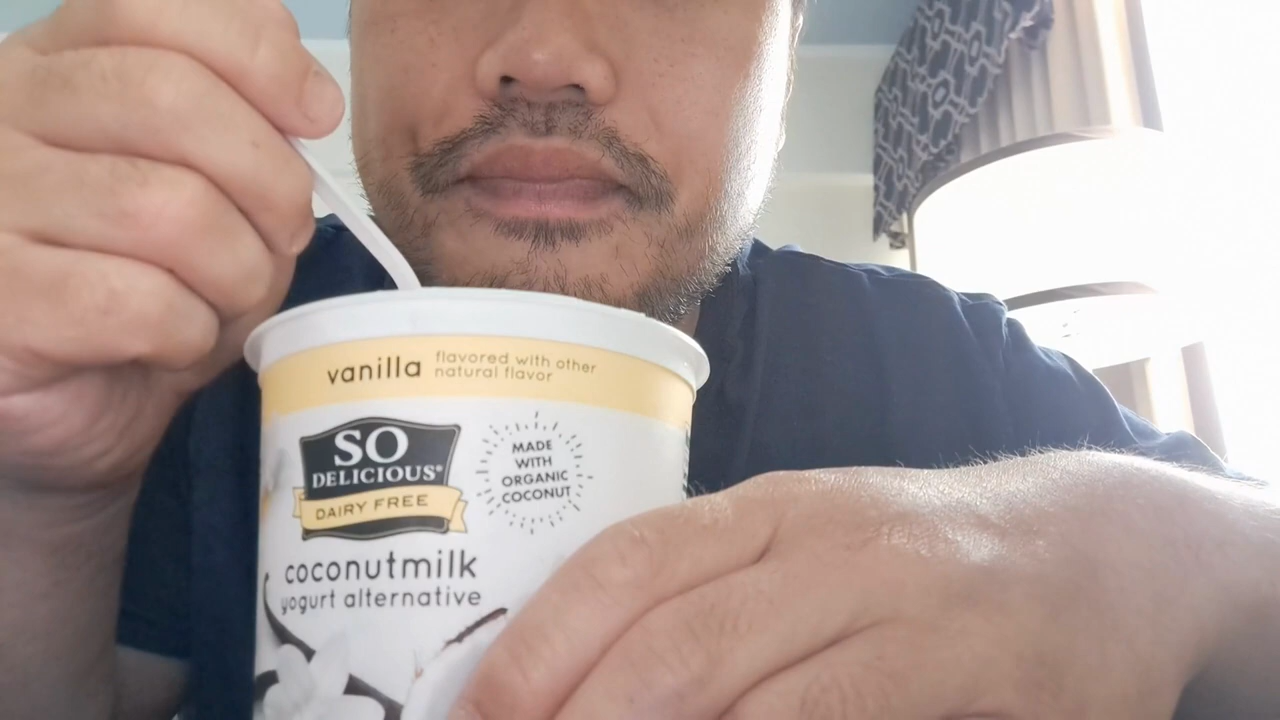 vanilla
flavored with other
natural flavor
SO
DELICIOUS®
DAIRY FREE
MADE
WITH
ORGANIC
COCONUT
coconutmilk
yogurt alternative